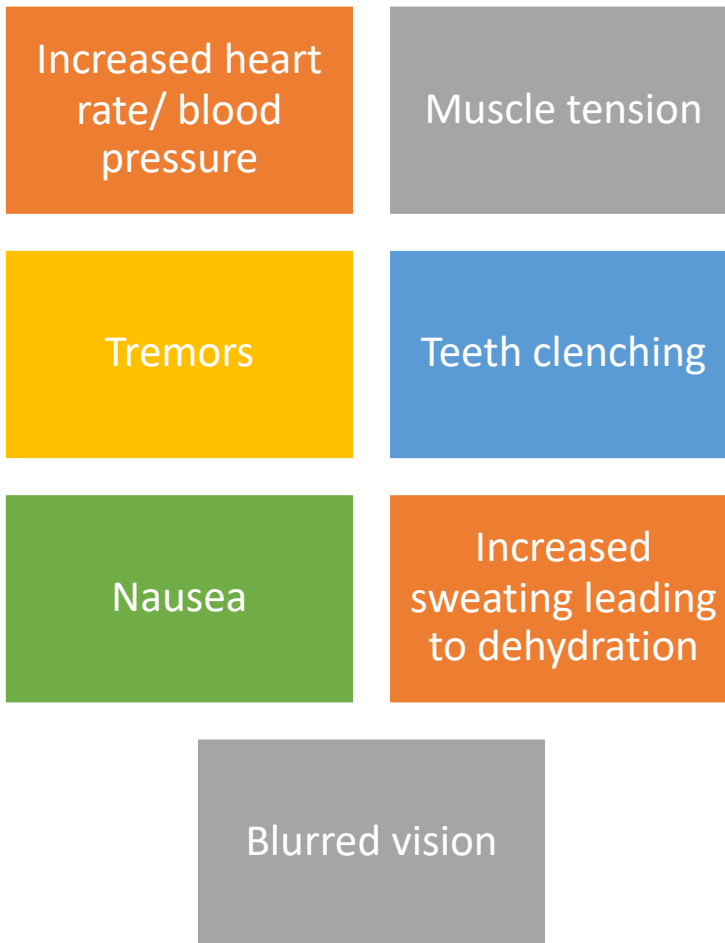 Increased heart
rate/ blood
pressure
Muscle tension
Tremors
Teeth clenching
Nausea
Increased
sweating leading
to dehydration
Blurred vision